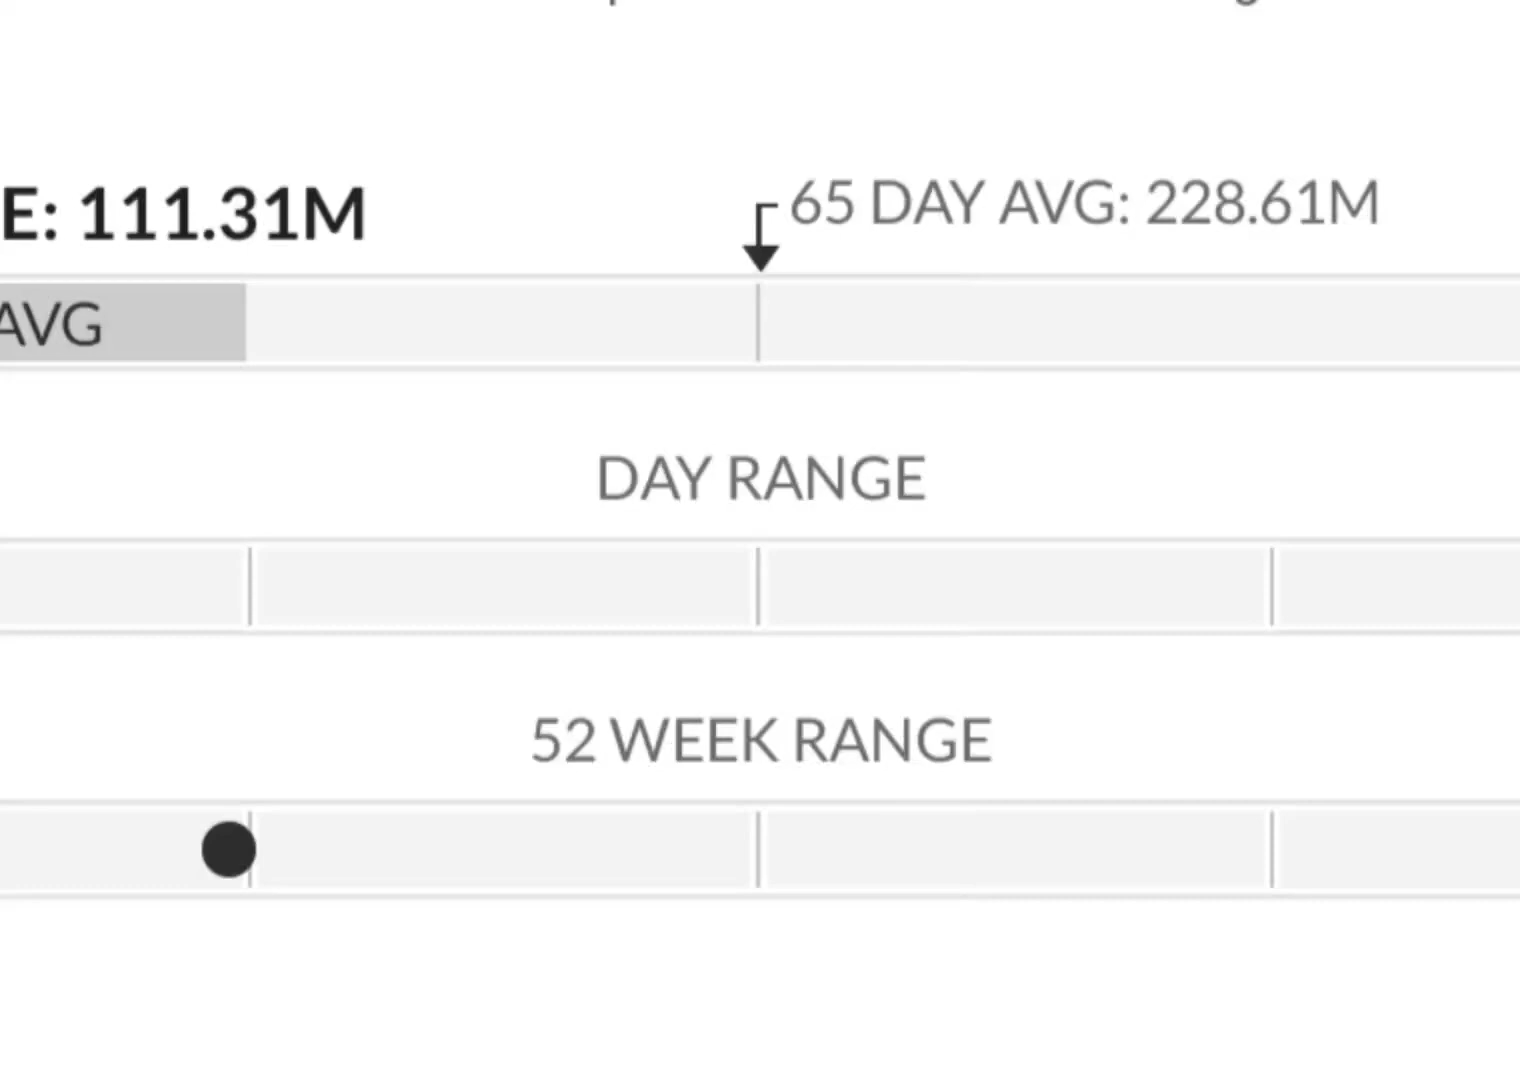 E: 111.31M
65 DAY AVG: 228.61M
AVG
DAY RANGE
52 WEEK RANGE